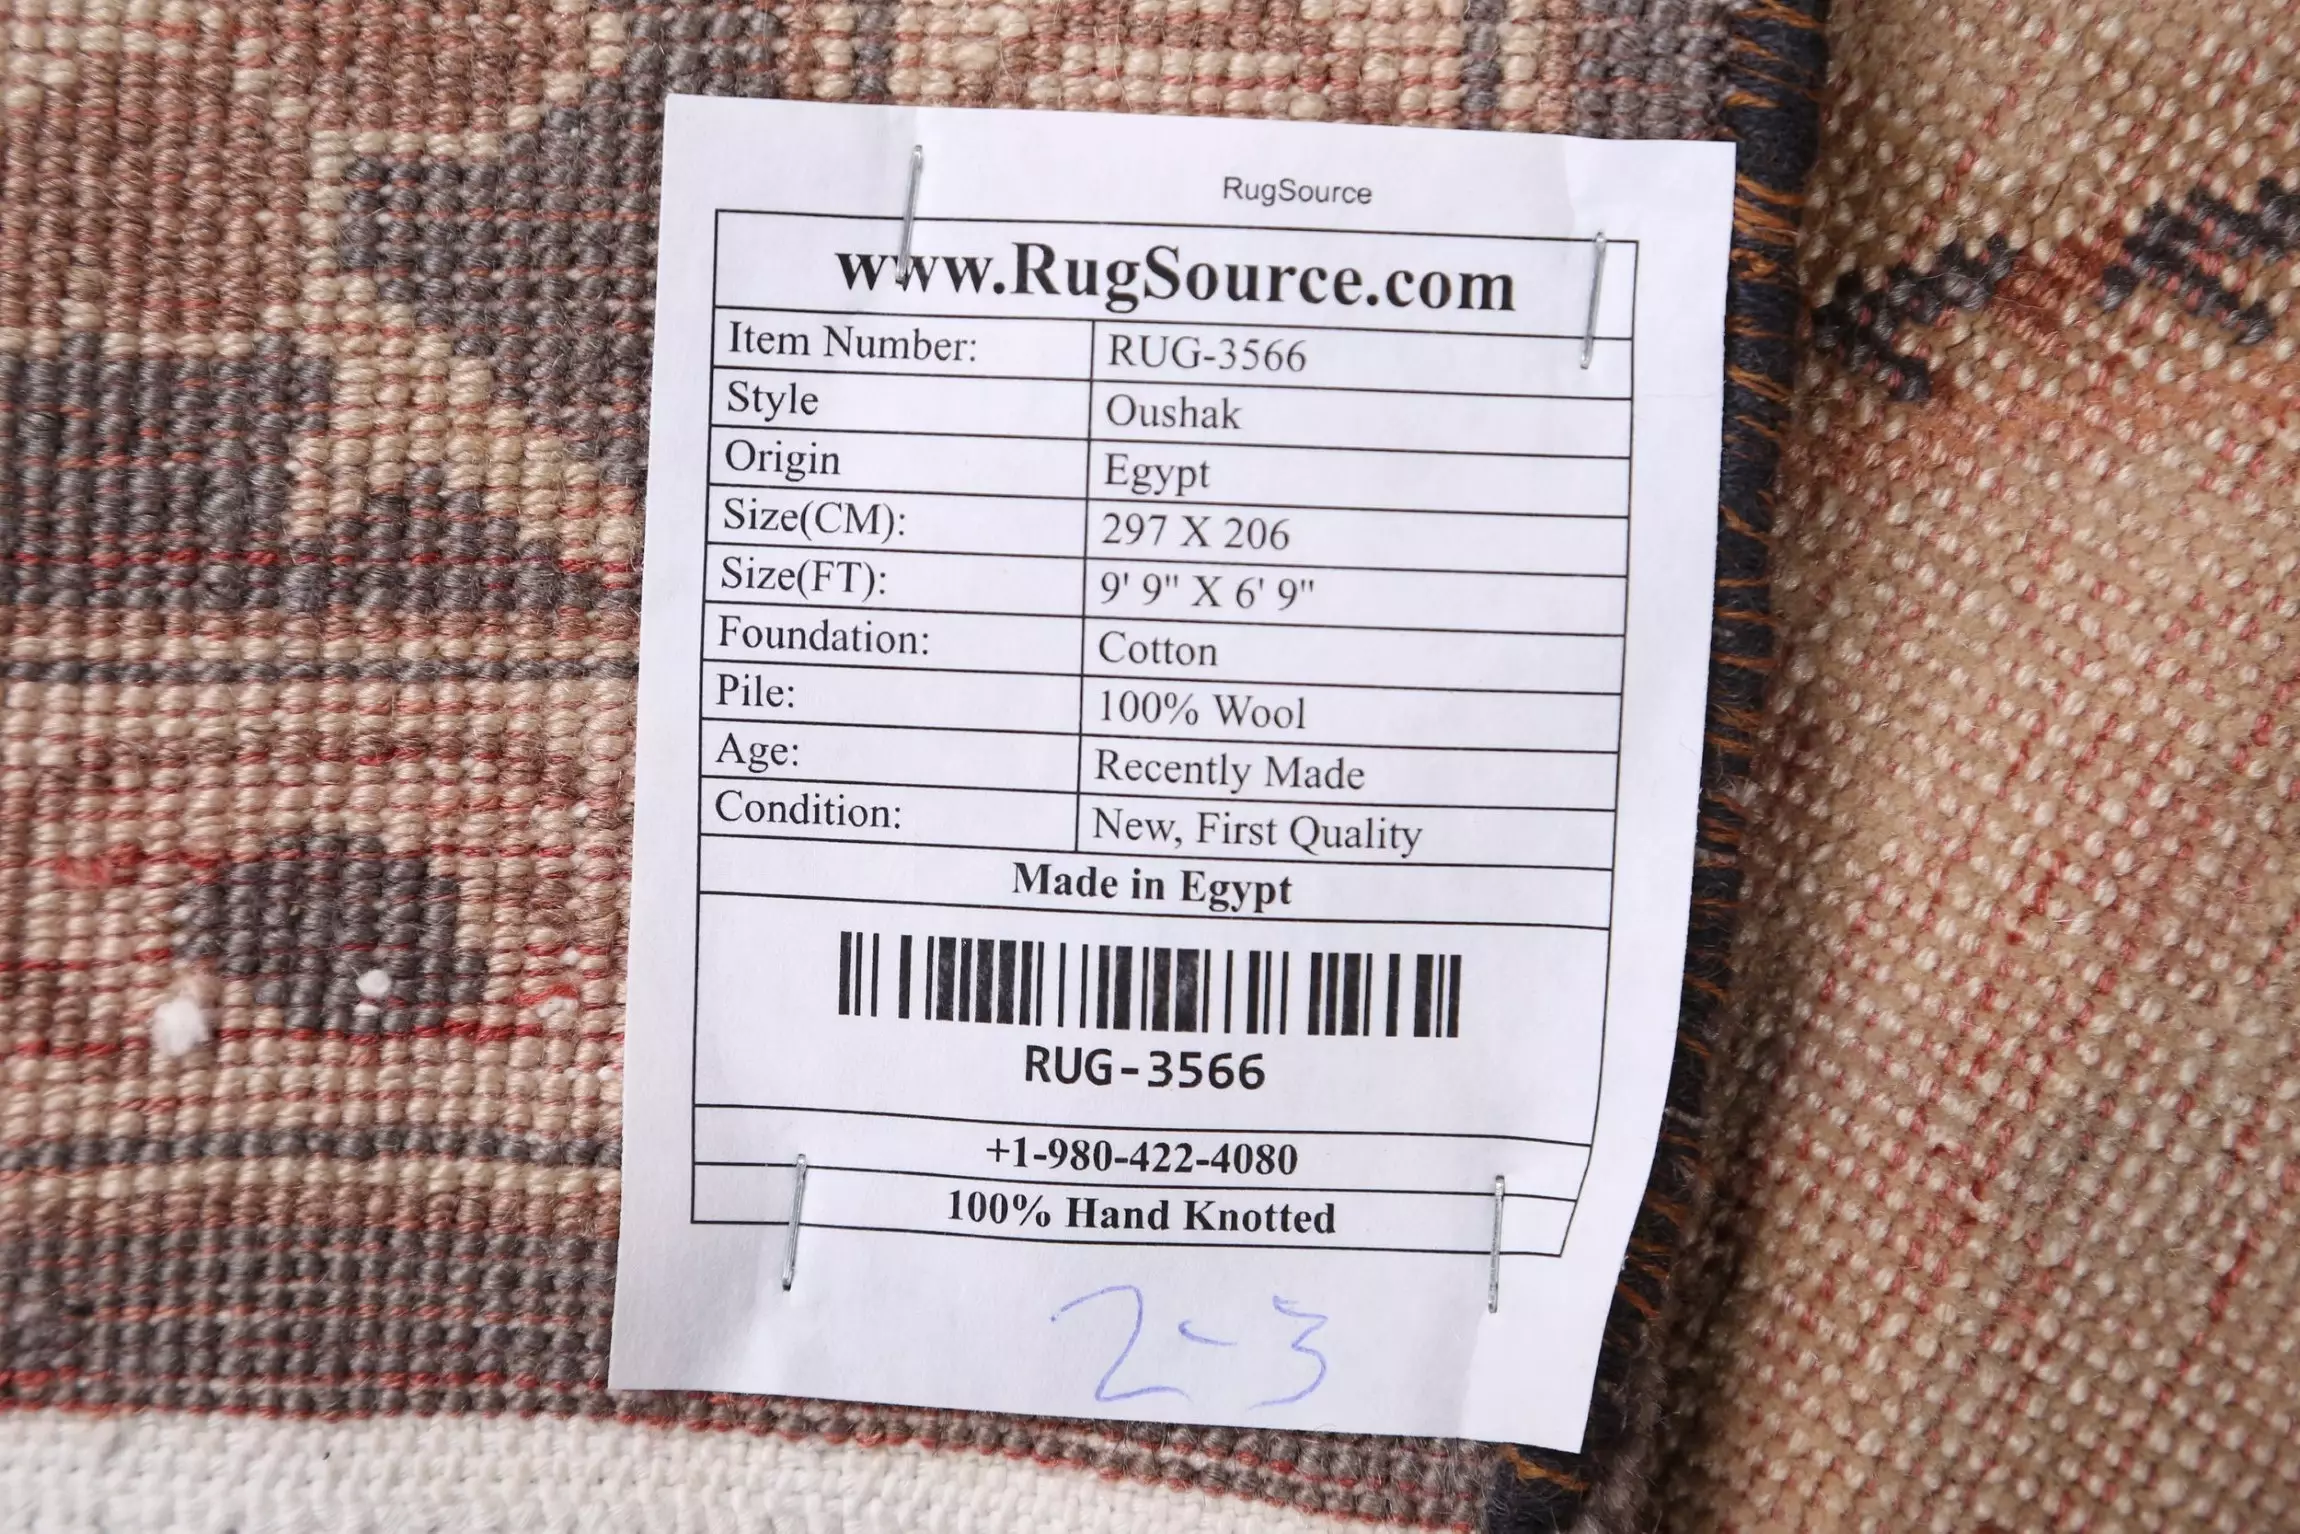 RugSource
www.RugSource.com
Item Number: RUG-3566
Style Oushak
Origin Egypt
Size(CM): 297 X 206
Size(FT): 9' 9" X 6' 9"
Foundation: Cotton
Pile: 100% Wool
Age: Recently Made
Condition: New, First Quality
Made in Egypt
RUG-3566
+1-980-422-4080
100% Hand Knotted
2-3